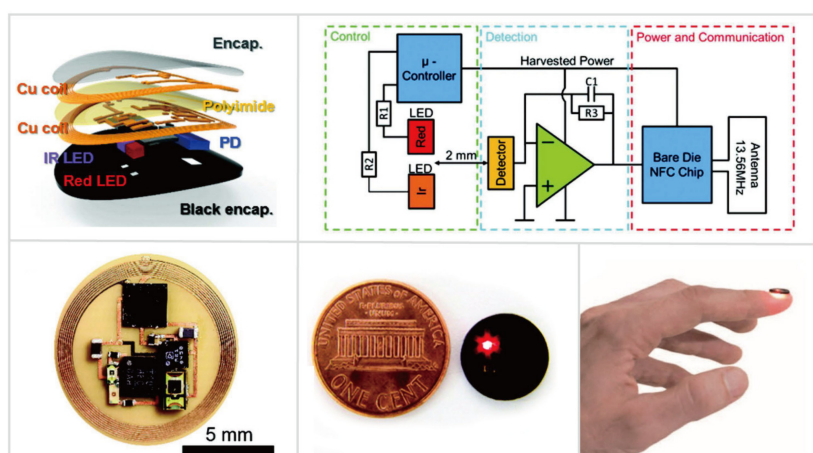 Encap.
Cu coil
Polyimide
Cu coil
PD
IR LED
Red LED
Black encap.
Control
Detection
Power and Communication
µ -
Controller
Harvested Power
C1
R3
R1
R2
LED
Red
2 mm
LED
Ir
Detector
Bare Die
NFC Chip
Antenna
13.56MHz
5 mm
UNITED STATES OF AMERICA
E·PLURIBUS
UNUM
ONE CENT